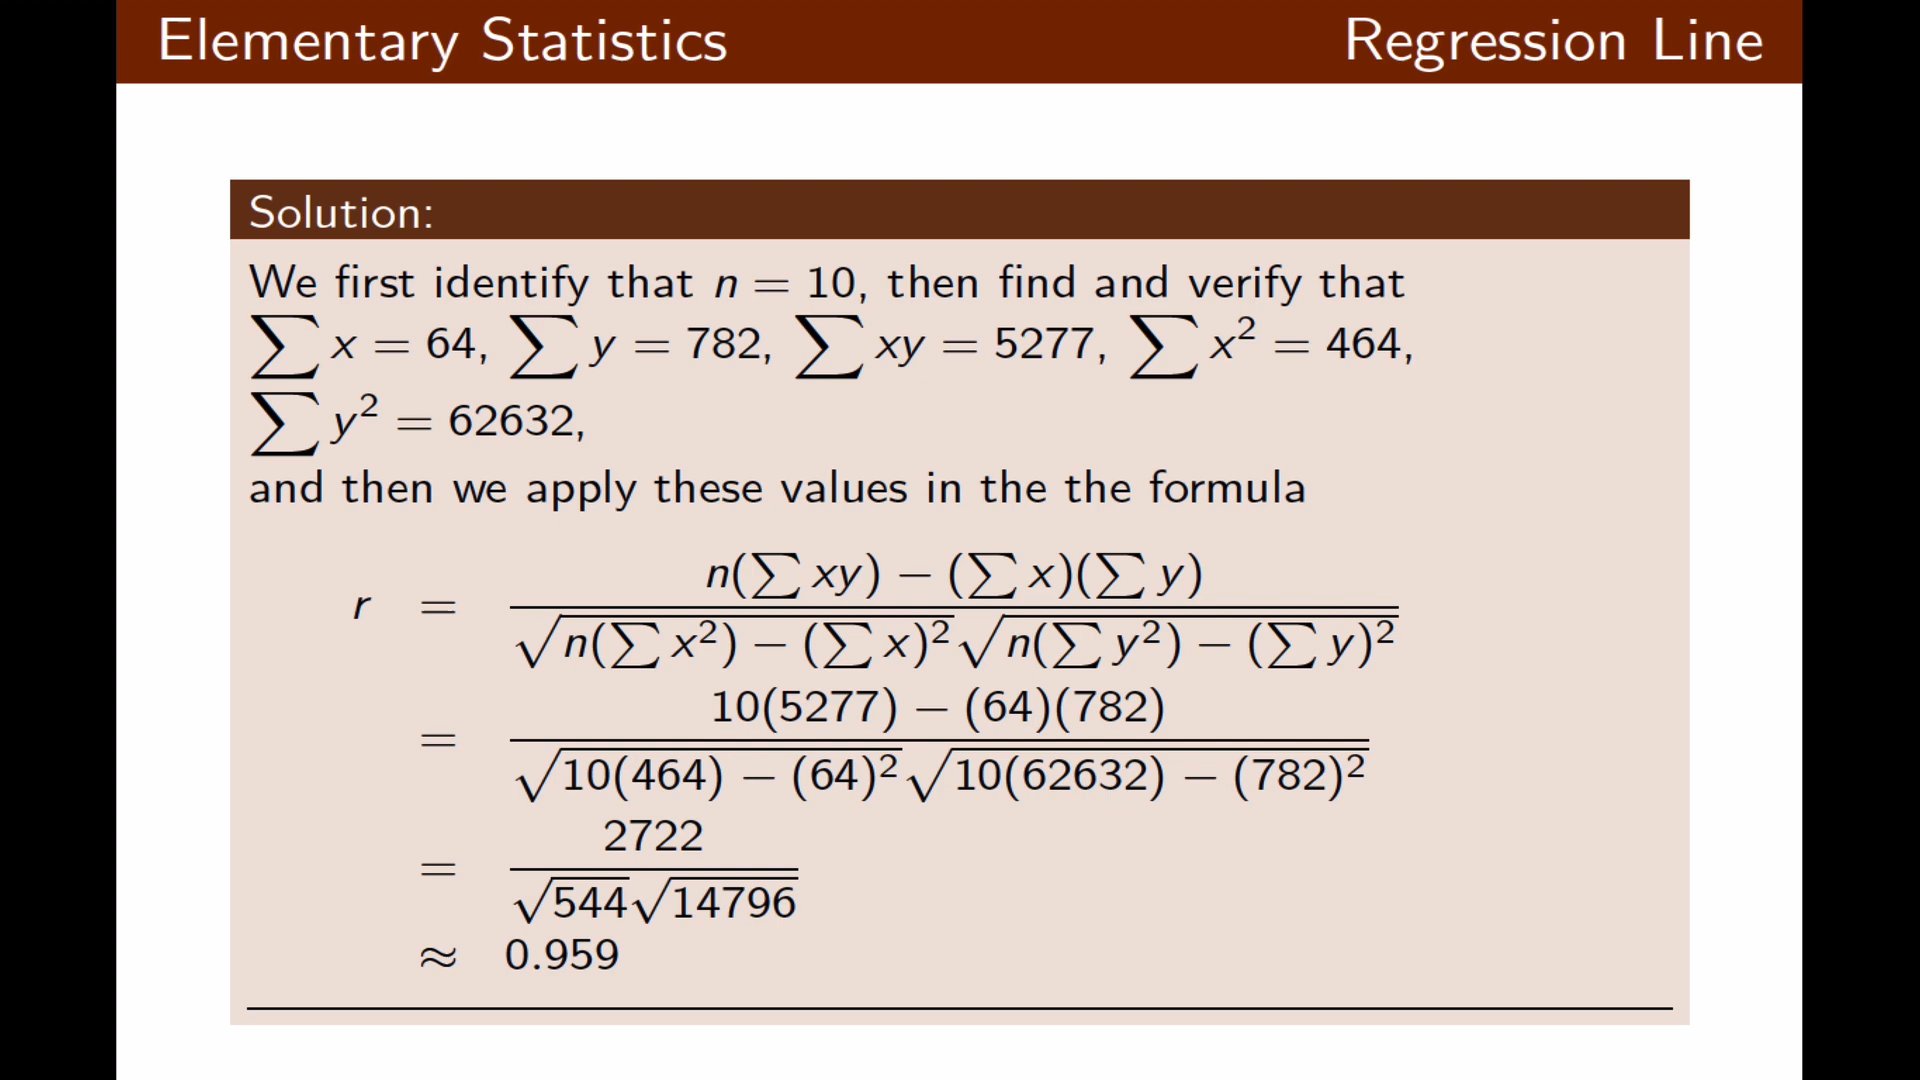 Elementary Statistics Regression Line
Solution:
We first identify that n = 10, then find and verify that
∑ x = 64, ∑ y = 782, ∑ xy = 5277, ∑ x² = 464,
∑ y² = 62632,
and then we apply these values in the the formula
r = n(∑ xy) − (∑ x)(∑ y) / √(n(∑ x²) − (∑ x)²) √(n(∑ y²) − (∑ y)²)
= 10(5277) − (64)(782) / √(10(464) − (64)²) √(10(62632) − (782)²)
= 2722 / √544 √14796
≈ 0.959